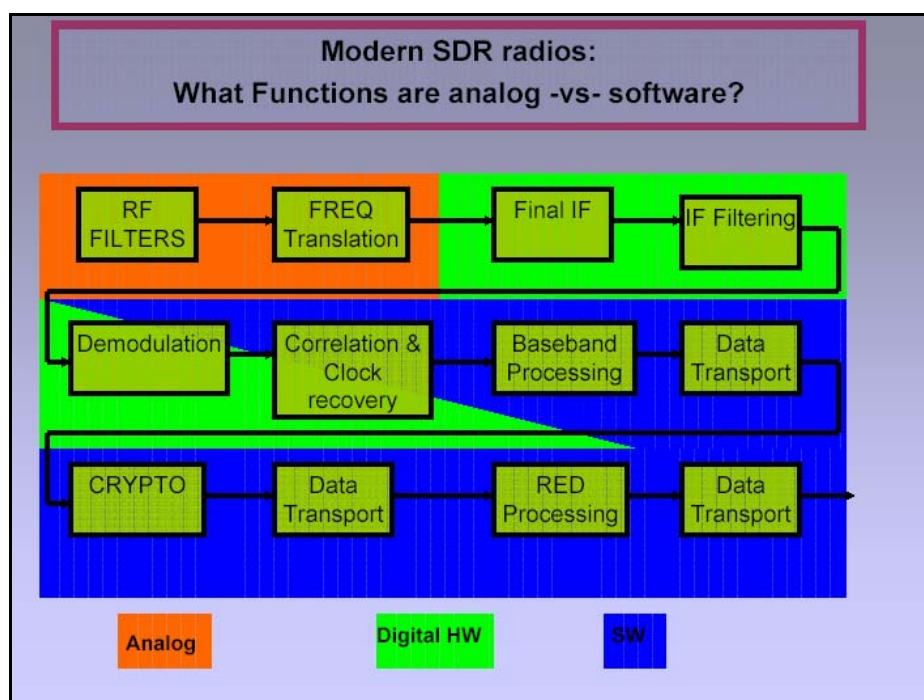 Modern SDR radios:
What Functions are analog -vs- software?
RF
FILTERS
FREQ
Translation
Final IF
IF Filtering
Demodulation
Correlation &
Clock
recovery
Baseband
Processing
Data
Transport
CRYPTO
Data
Transport
RED
Processing
Data
Transport
Analog
Digital HW
SW